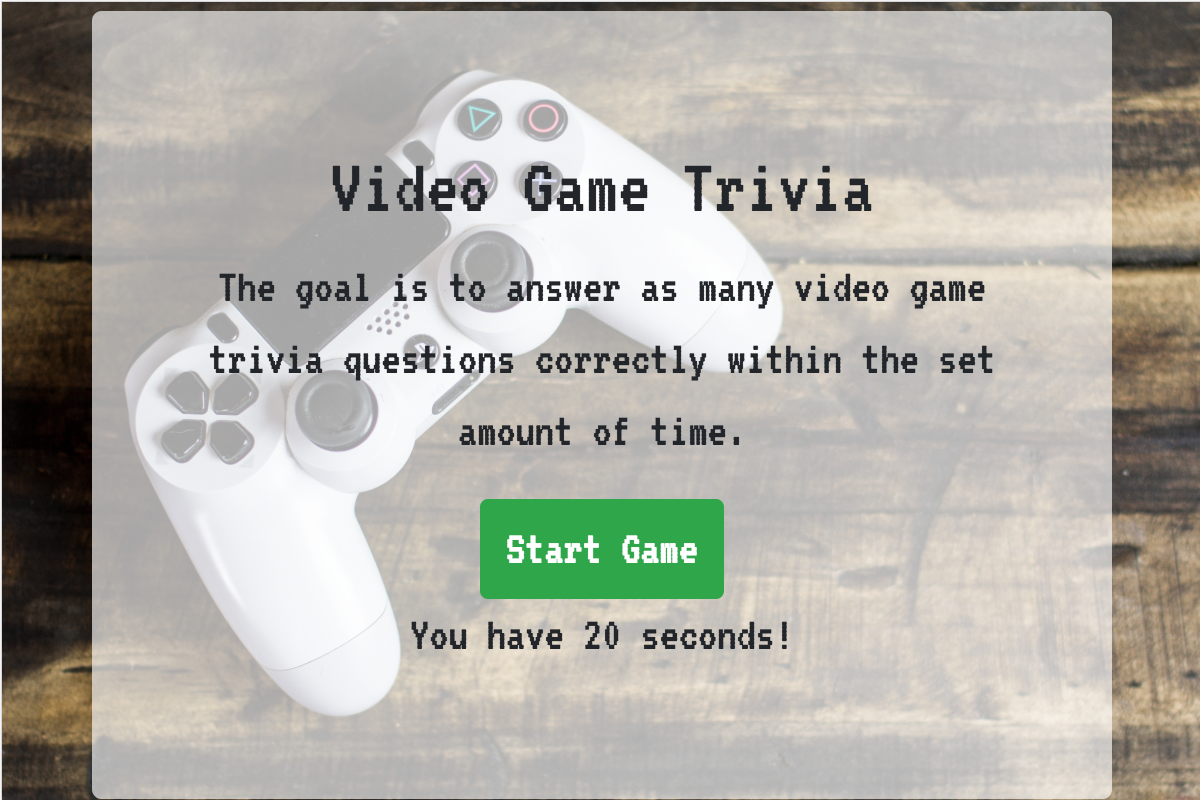 Video Game Trivia
The goal is to answer as many video game
trivia questions correctly within the set
amount of time.
Start Game
You have 20 seconds!